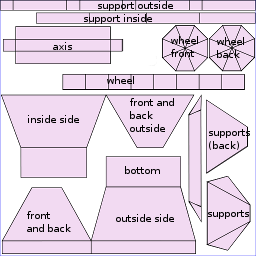 support outside
support inside
axis
wheel
front
wheel
back
wheel
inside side
front and
back
outside
supports
(back)
bottom
front
and back
outside side
supports